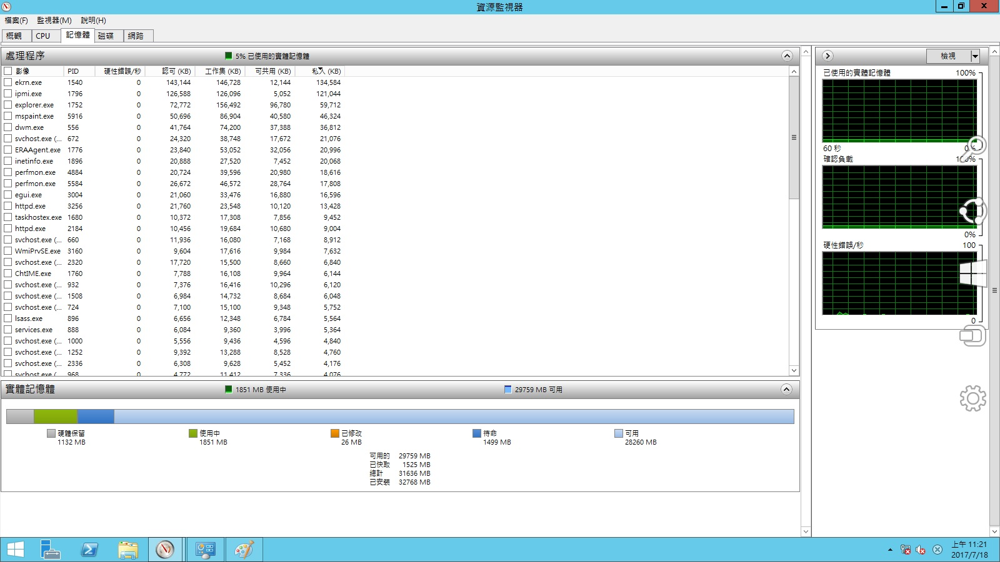 資源監視器
檔案(F) 監視器(M) 說明(H)
概觀 CPU 記憶體 磁碟 網路
處理程序 5% 已使用的實體記憶體
影像 PID 硬性錯誤/秒 認可 (KB) 工作集 (KB) 可共用 (KB) 私人 (KB)
ekrn.exe 1540 0 143,144 146,728 12,144 134,584
ipmi.exe 1796 0 126,588 126,096 5,052 121,044
explorer.exe 1752 0 72,772 156,492 96,780 59,712
mspaint.exe 5916 0 50,696 86,904 40,580 46,324
dwm.exe 556 0 41,764 74,200 37,388 36,812
svchost.exe (... 672 0 24,320 38,748 17,672 21,076
ERAAgent.exe 1776 0 23,840 53,052 32,056 20,996
inetinfo.exe 1896 0 20,888 27,520 7,452 20,068
perfmon.exe 4884 0 20,724 39,596 20,980 18,616
perfmon.exe 5584 0 26,672 46,572 28,764 17,808
egui.exe 3004 0 21,060 33,476 16,880 16,596
httpd.exe 3256 0 21,760 23,548 10,120 13,428
taskhostex.exe 1680 0 10,372 17,308 7,856 9,452
httpd.exe 2184 0 10,456 19,684 10,680 9,004
svchost.exe (... 660 0 11,936 16,080 7,168 8,912
WmiPrvSE.exe 3160 0 9,604 17,616 9,984 7,632
svchost.exe (... 2320 0 17,720 15,500 8,660 6,840
ChtIME.exe 1760 0 7,788 16,108 9,964 6,144
svchost.exe (... 932 0 7,376 16,416 10,296 6,120
svchost.exe (... 1508 0 6,984 14,732 8,684 6,048
svchost.exe (... 724 0 7,100 15,100 9,348 5,752
lsass.exe 896 0 6,656 12,348 6,784 5,564
services.exe 888 0 6,084 9,360 3,996 5,364
svchost.exe (... 1000 0 5,556 9,436 4,596 4,840
svchost.exe (... 1252 0 9,392 13,288 8,528 4,760
svchost.exe (... 2336 0 6,308 9,628 5,452 4,176
svchost.exe (... 968 0 4,772 11,412 7,336 4,076
實體記憶體 1851 MB 使用中 29759 MB 可用
硬體保留 使用中 已修改 待命 可用
1132 MB 1851 MB 26 MB 1499 MB 28260 MB
可用的 29759 MB
已快取 1525 MB
總計 31636 MB
已安裝 32768 MB
檢視
已使用的實體記憶體 100%
60 秒 0%
確認負載 100%
0%
硬性錯誤/秒 100
0
上午 11:21
2017/7/18